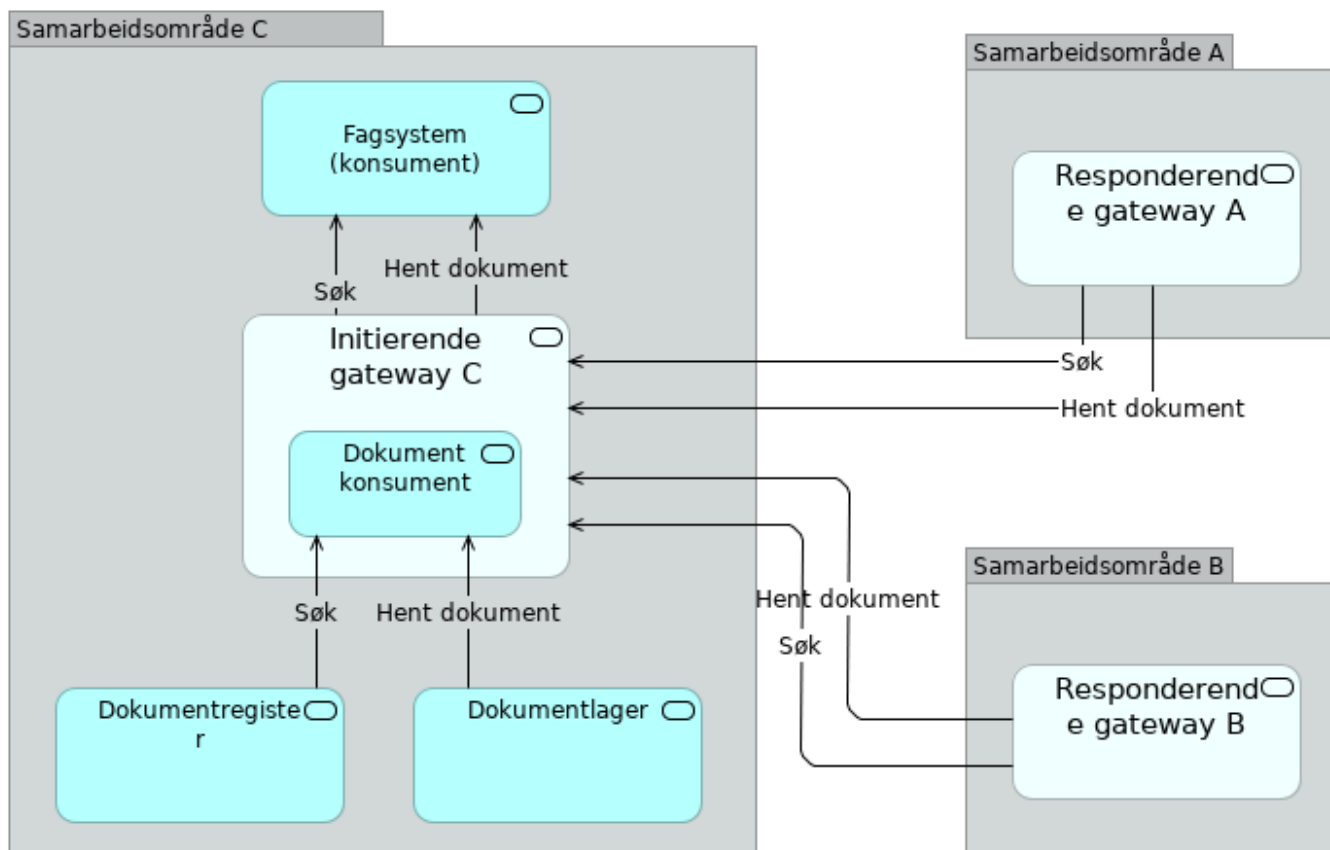 Samarbeidsområde C
Fagsystem
(konsument)
Søk
Hent dokument
Initierende
gateway C
Dokument
konsument
Søk
Hent dokument
Dokumentregiste
r
Dokumentlager
Samarbeidsområde A
Responderend
e gateway A
Søk
Hent dokument
Hent dokument
Søk
Samarbeidsområde B
Responderend
e gateway B